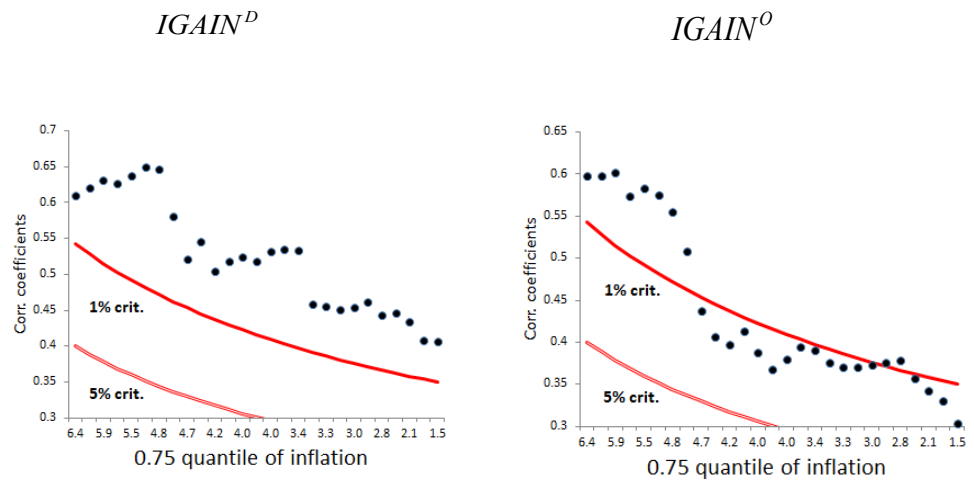 IGAIN^D
IGAIN^O
0.7
0.65
0.6
0.55
0.5
0.45
0.4
0.35
0.3
Corr. coefficients
1% crit.
5% crit.
6.4 5.9 5.5 4.8 4.7 4.2 4.0 4.0 3.4 3.3 3.0 2.8 2.1 1.5
0.75 quantile of inflation
0.65
0.6
0.55
0.5
0.45
0.4
0.35
0.3
Corr. coefficients
1% crit.
5% crit.
6.4 5.9 5.5 4.8 4.7 4.2 4.0 4.0 3.4 3.3 3.0 2.8 2.1 1.5
0.75 quantile of inflation